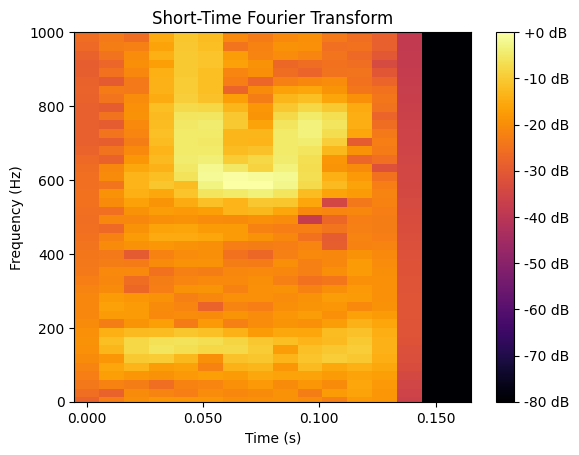 Short-Time Fourier Transform
1000
800
600
400
200
0
Frequency (Hz)
0.000
0.050
0.100
0.150
Time (s)
+0 dB
-10 dB
-20 dB
-30 dB
-40 dB
-50 dB
-60 dB
-70 dB
-80 dB